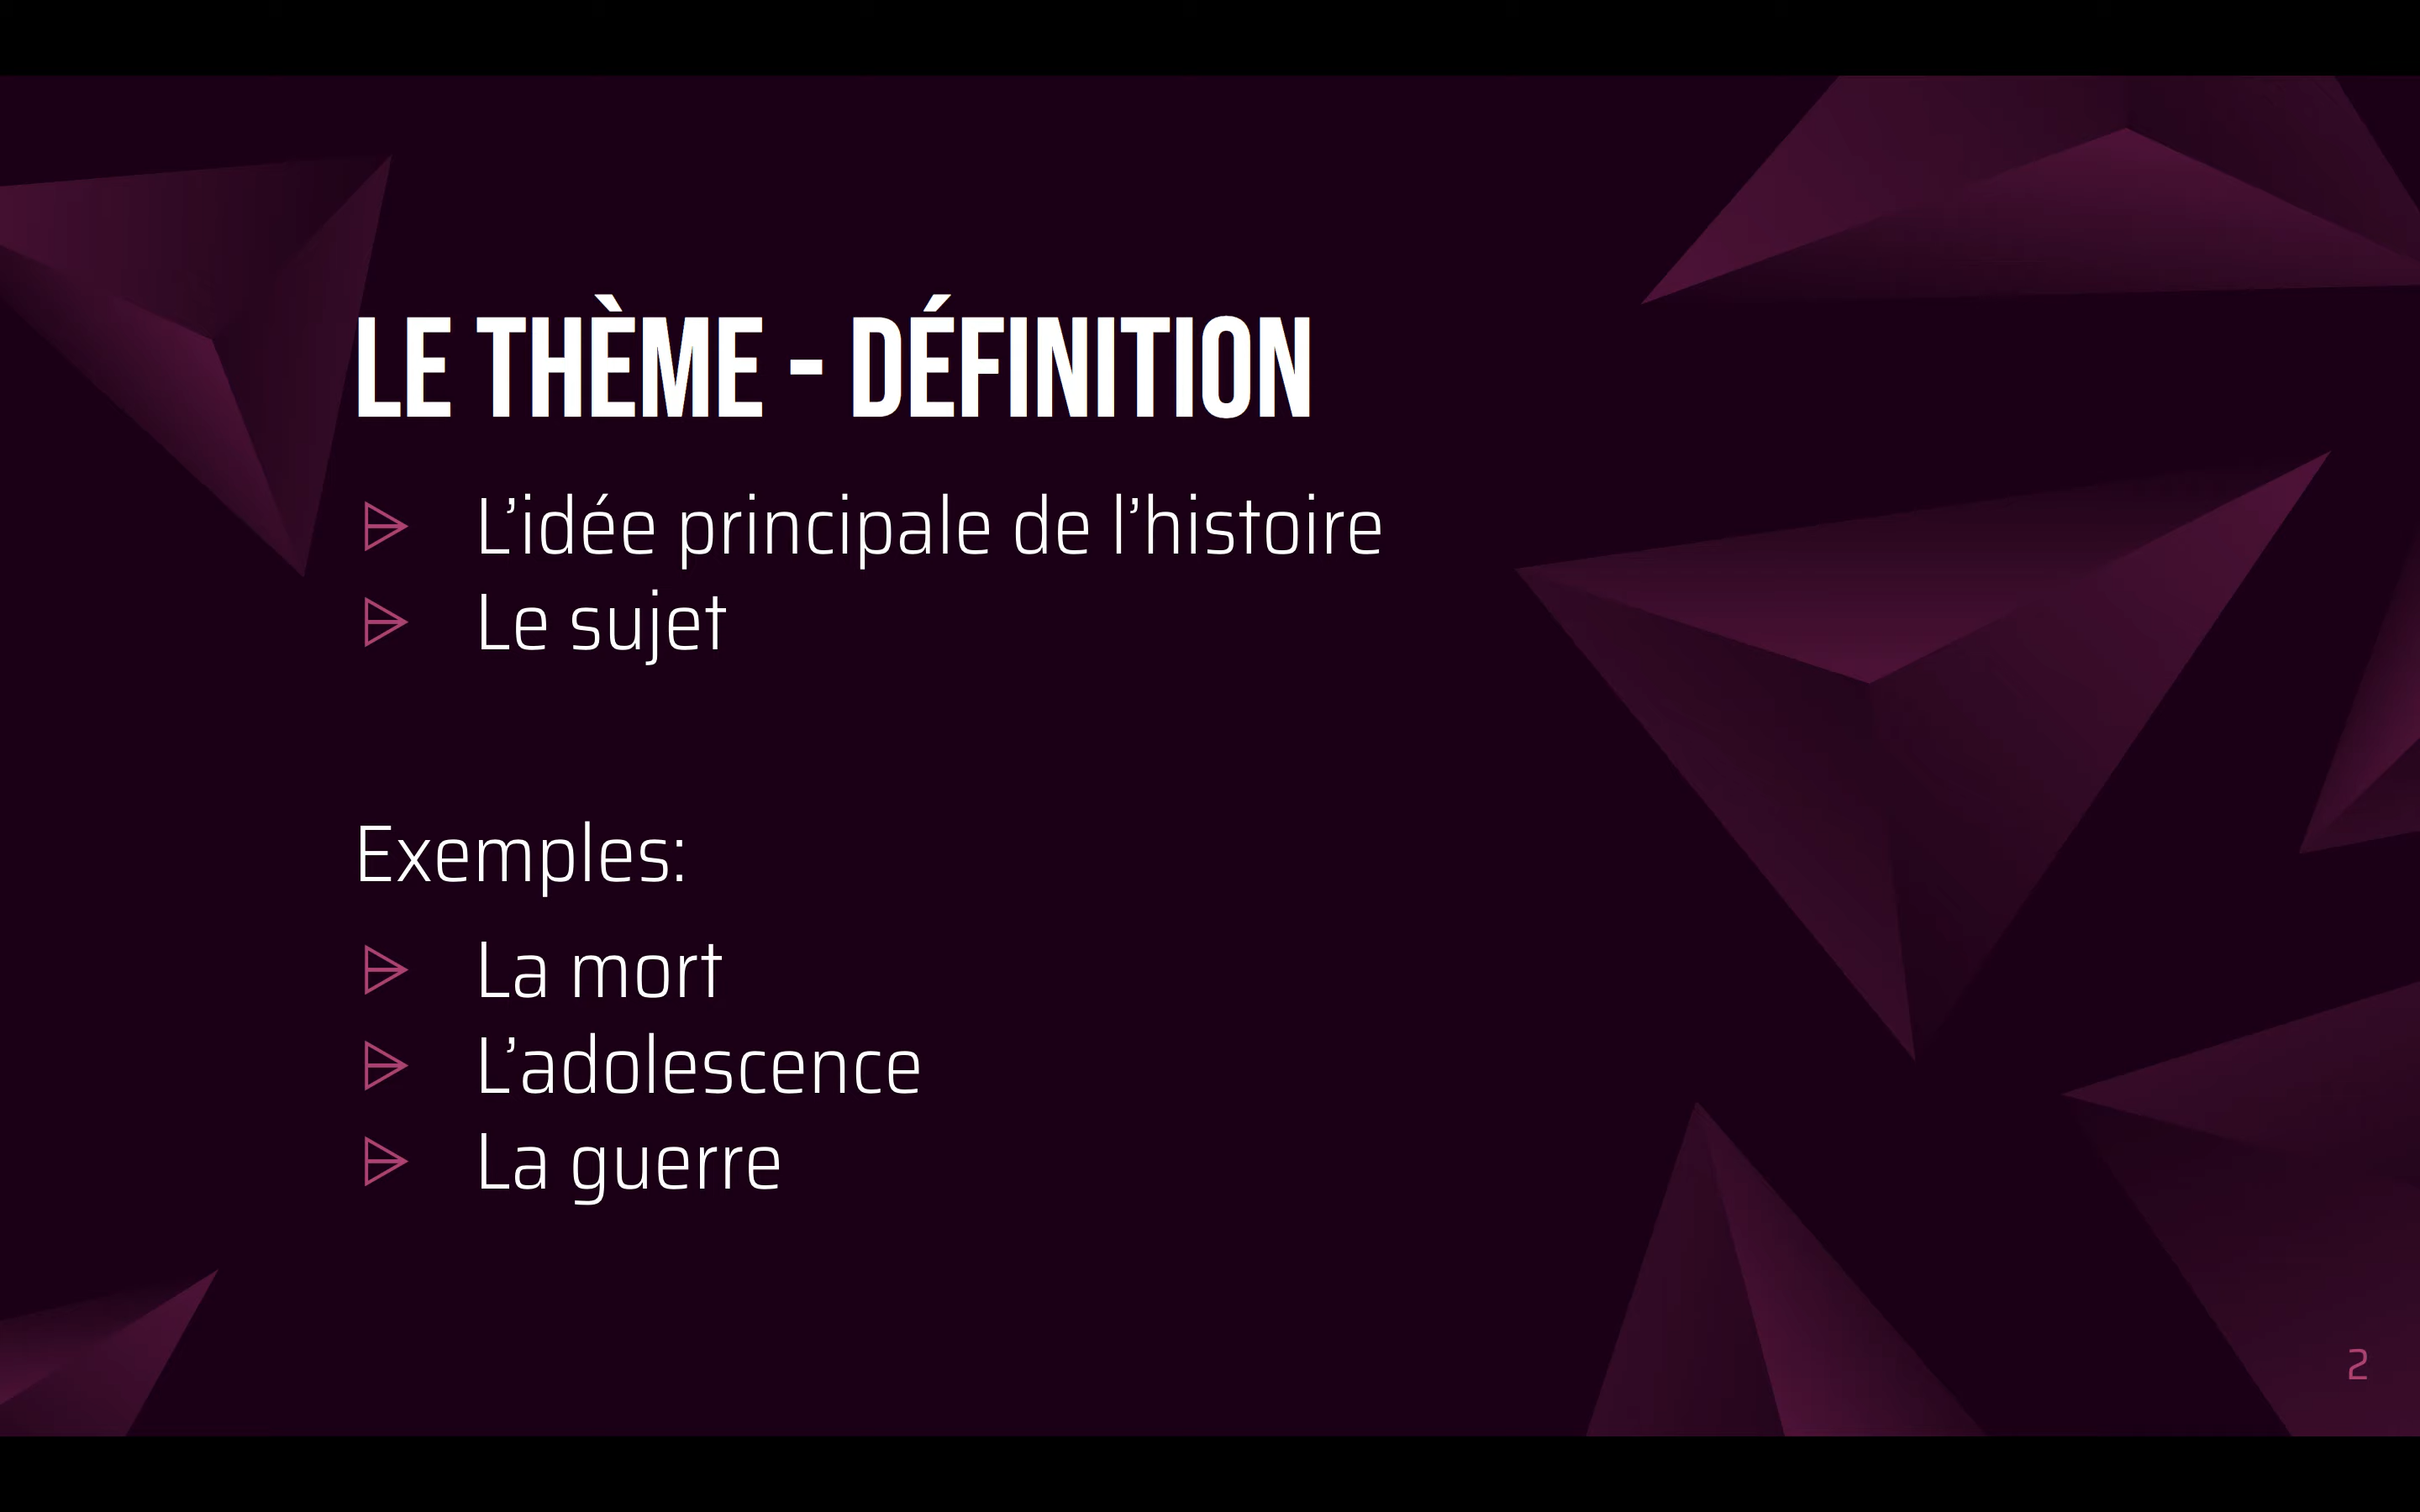 LE THÈME - DÉFINITION
L’idée principale de l’histoire
Le sujet
Exemples:
La mort
L’adolescence
La guerre
2